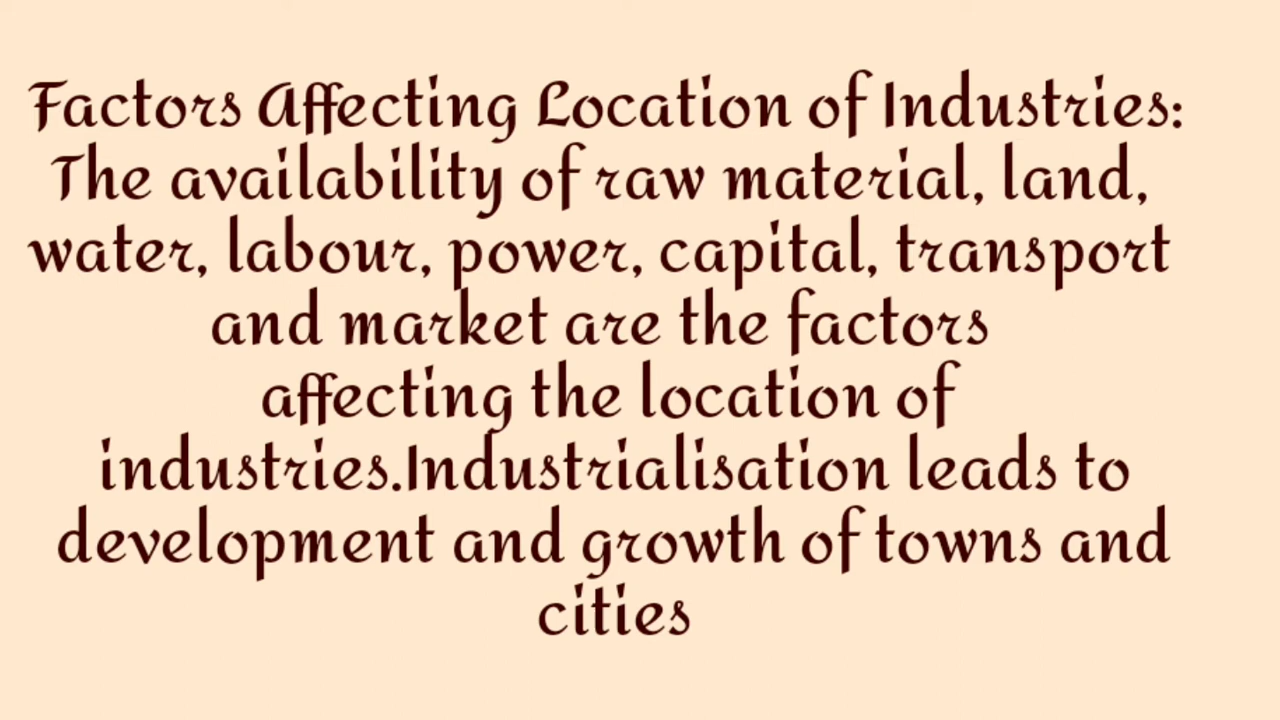 Factors Affecting Location of Industries:
The availability of raw material, land,
water, labour, power, capital, transport
and market are the factors
affecting the location of
industries.Industrialisation leads to
development and growth of towns and
cities